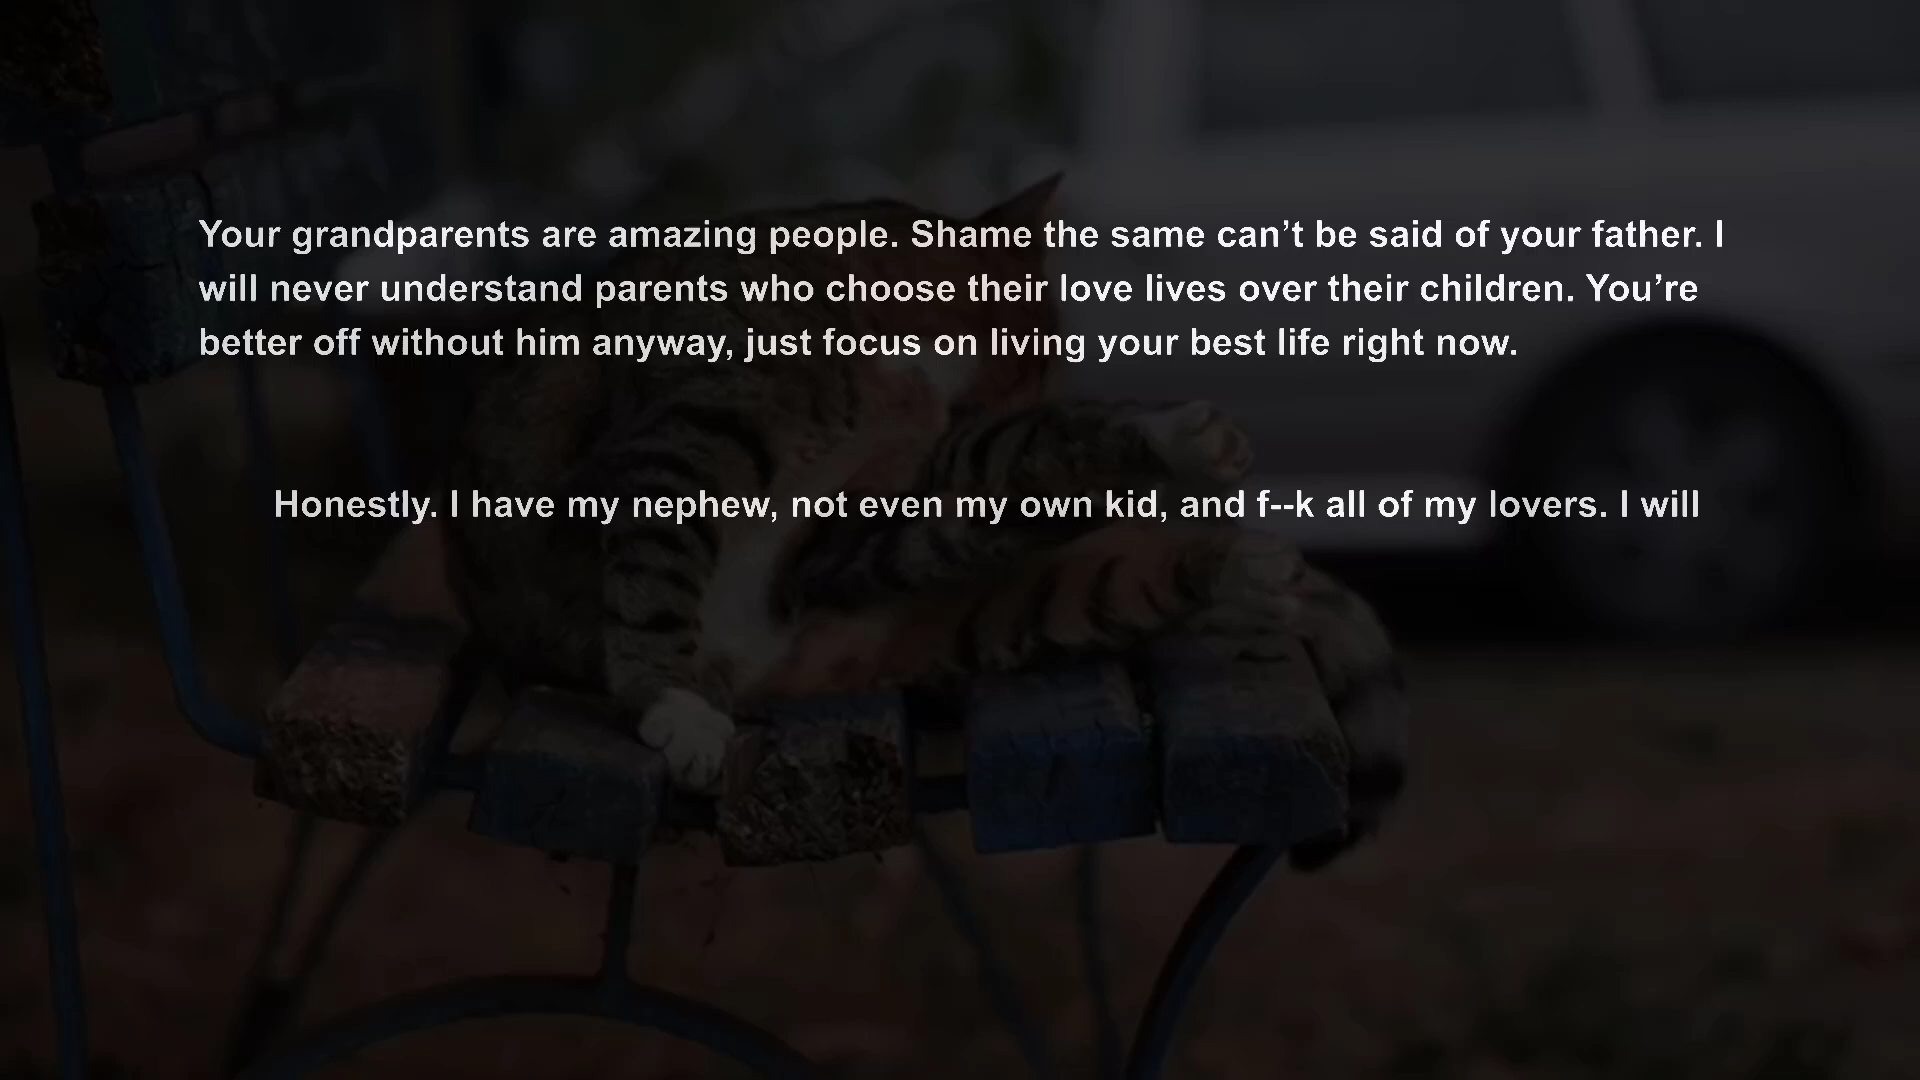 Your grandparents are amazing people. Shame the same can’t be said of your father. I
will never understand parents who choose their love lives over their children. You’re
better off without him anyway, just focus on living your best life right now.
Honestly. I have my nephew, not even my own kid, and f--k all of my lovers. I will